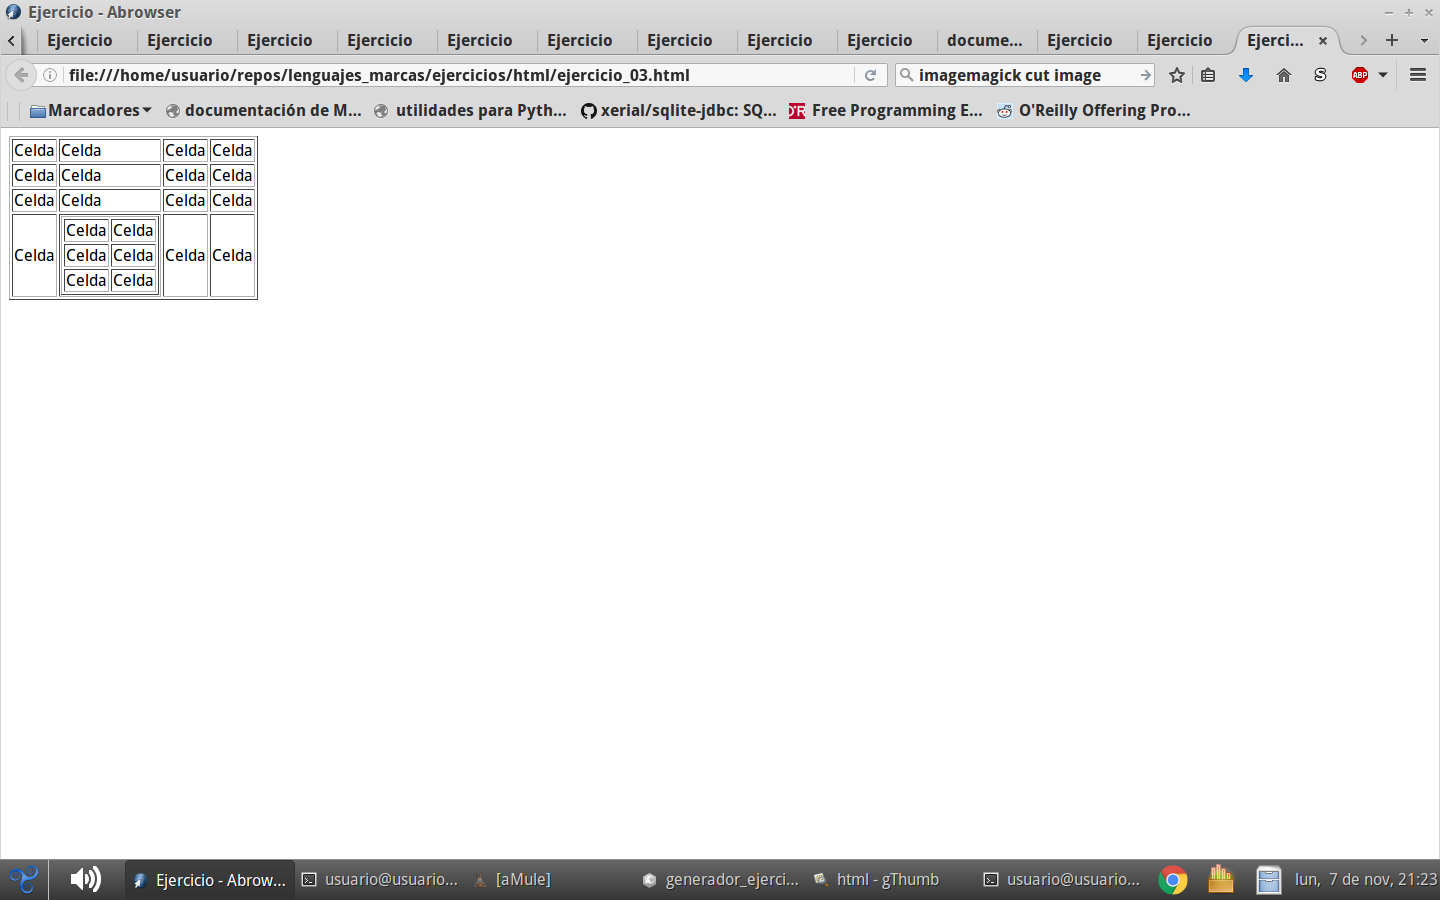 Ejercicio - Abrowser
Ejercicio Ejercicio Ejercicio Ejercicio Ejercicio Ejercicio Ejercicio Ejercicio Ejercicio docume... Ejercicio Ejercicio Ejerci...
file:///home/usuario/repos/lenguajes_marcas/ejercicios/html/ejercicio_03.html imagemagick cut image S ABP
Marcadores documentación de M... utilidades para Pyth... xerial/sqlite-jdbc: SQ... Free Programming E... O'Reilly Offering Pro...
Celda Celda Celda Celda
Celda Celda Celda Celda
Celda Celda Celda Celda
Celda Celda
Celda Celda Celda Celda Celda
Celda Celda
Ejercicio - Abrow... usuario@usuario... [aMule] generador_ejerci... html - gThumb usuario@usuario... lun, 7 de nov, 21:23